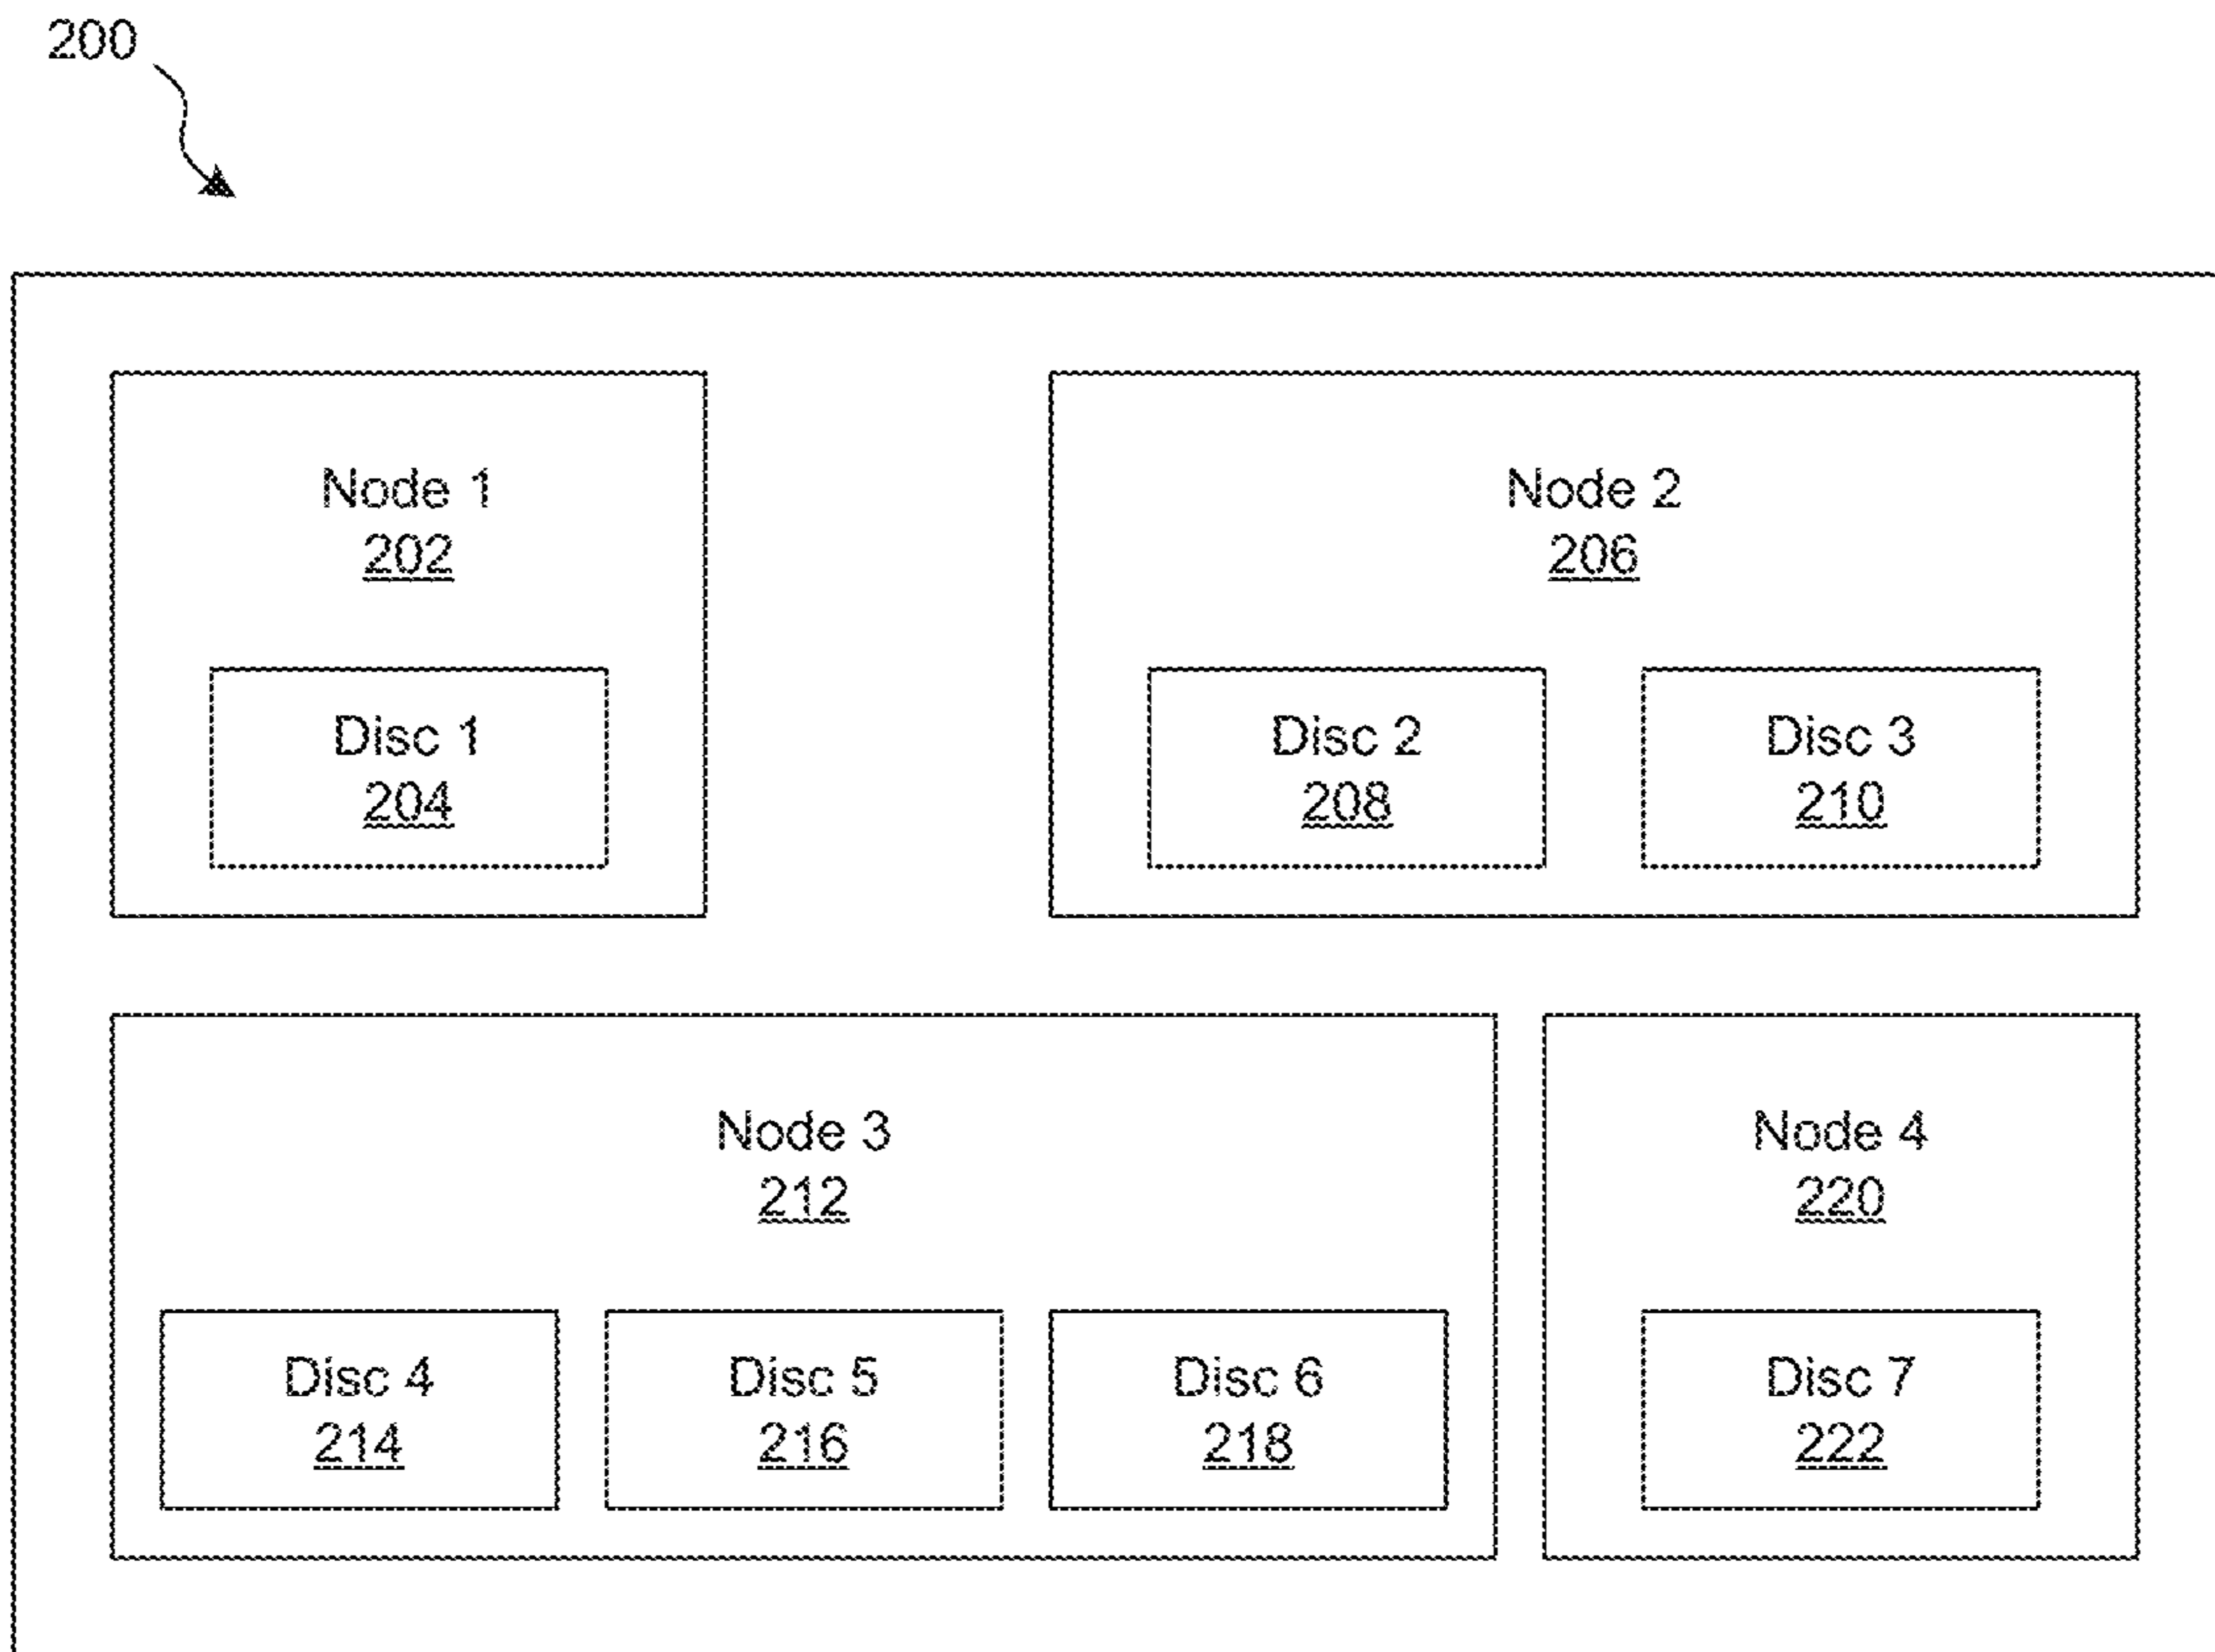 200
Node 1
202
Disc 1
204
Node 2
206
Disc 2
208
Disc 3
210
Node 3
212
Disc 4
214
Disc 5
216
Disc 6
218
Node 4
220
Disc 7
222